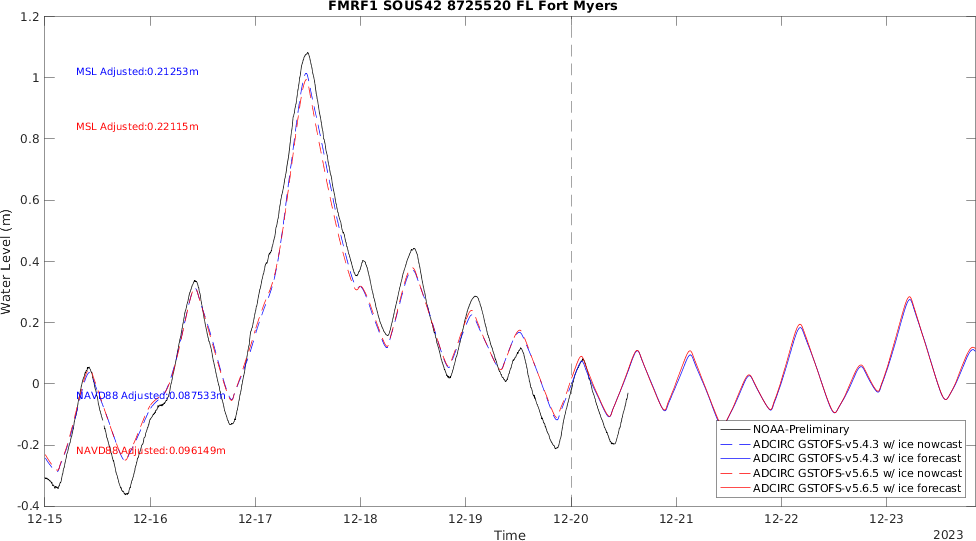 FMRF1 SOUS42 8725520 FL Fort Myers
1.2
1
0.8
0.6
0.4
0.2
0
-0.2
-0.4
Water Level (m)
MSL Adjusted:0.21253m
MSL Adjusted:0.22115m
NAVD88 Adjusted:0.087533m
NAVD88 Adjusted:0.096149m
NOAA-Preliminary
ADCIRC GSTOFS-v5.4.3 w/ ice nowcast
ADCIRC GSTOFS-v5.4.3 w/ ice forecast
ADCIRC GSTOFS-v5.6.5 w/ ice nowcast
ADCIRC GSTOFS-v5.6.5 w/ ice forecast
12-15 12-16 12-17 12-18 12-19 12-20 12-21 12-22 12-23
Time
2023